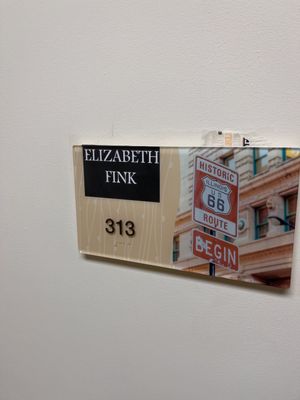 ELIZABETH
FINK
313
HISTORIC
ILLINOIS
US
66
ROUTE
BEGIN